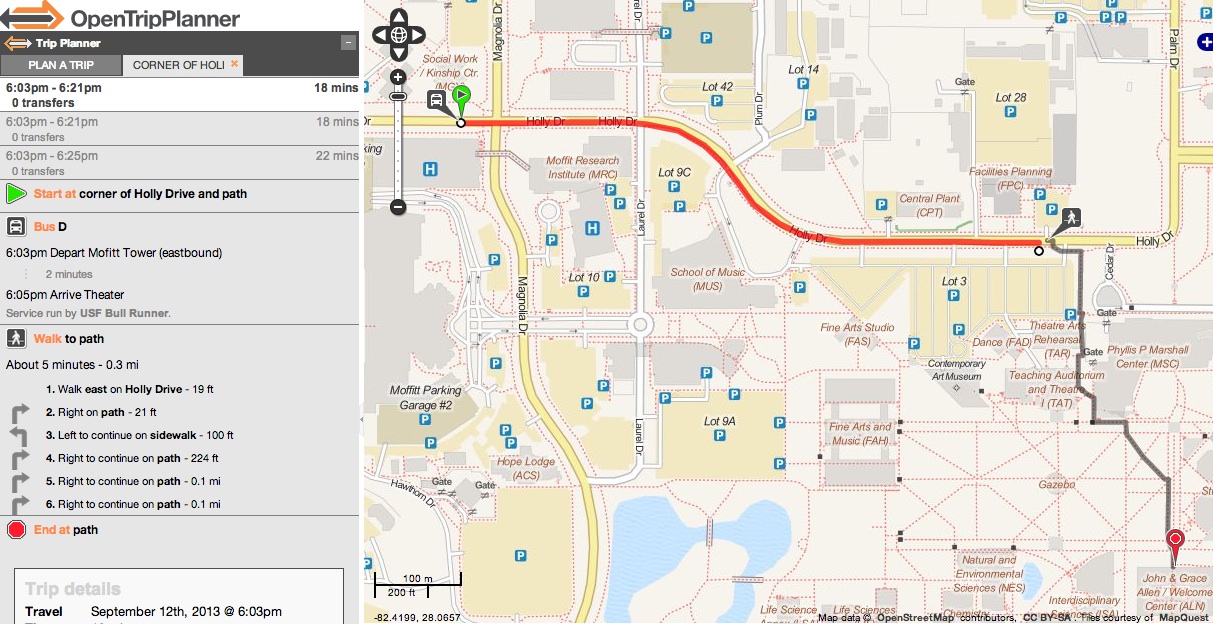 OpenTripPlanner
Trip Planner
PLAN A TRIP
CORNER OF HOLI
6:03pm - 6:21pm 18 mins
0 transfers
6:03pm - 6:21pm 18 mins
0 transfers
6:03pm - 6:25pm 22 mins
0 transfers
Start at corner of Holly Drive and path
Bus D
6:03pm Depart Mofitt Tower (eastbound)
2 minutes
6:05pm Arrive Theater
Service run by USF Bull Runner.
Walk to path
About 5 minutes - 0.3 mi
1. Walk east on Holly Drive - 19 ft
2. Right on path - 21 ft
3. Left to continue on sidewalk - 100 ft
4. Right to continue on path - 224 ft
5. Right to continue on path - 0.1 mi
6. Right to continue on path - 0.1 mi
End at path
Trip details
Travel September 12th, 2013 @ 6:03pm
Magnolia Dr
Social Work
/ Kinship Ctr.
Lot 42
Lot 14
Plum Dr
Gate
Lot 28
Palm Dr
Holly Dr
Holly Dr
Moffit Research
Institute (MRC)
Lot 9C
Laurel Dr
Facilities Planning
(FPC)
Central Plant
(CPT)
Holly Dr
Holly Dr
Cedar Dr
School of Music
(MUS)
Lot 10
Lot 3
Magnolia Dr
Gate
Fine Arts Studio
(FAS)
Theatre Arts
Rehearsal
(TAR)
Dance (FAD)
Gate
Phyllis P Marshall
Center (MSC)
Contemporary
Art Museum
Teaching Auditorium
and Theatre
I (TAT)
Moffitt Parking
Garage #2
Lot 9A
Laurel Dr
Fine Arts and
Music (FAH)
Hope Lodge
(ACS)
Gate
Gate
Hawthorn Dr
Gazebo
Natural and
Environmental
Sciences (NES)
John & Grace
Allen / Welcome
Center (ALN)
Interdisciplinary
Sciences (ISA)
Life Science
Life Sciences
Chemistry
100 m
200 ft
-82.4199, 28.0657
Map data © OpenStreetMap contributors, CC BY-SA. Tiles courtesy of MapQuest